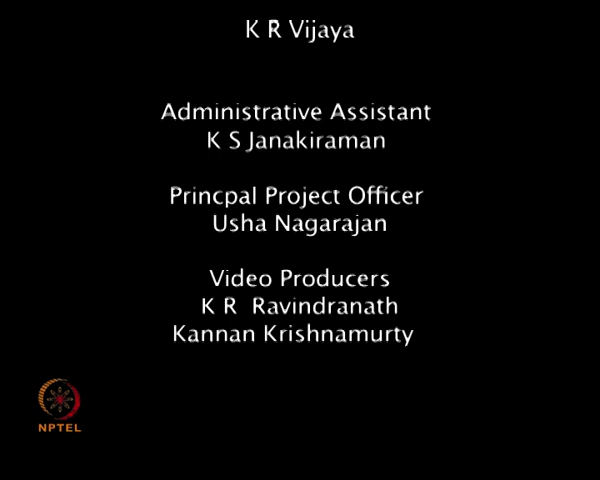 K R Vijaya
Administrative Assistant
K S Janakiraman
Princpal Project Officer
Usha Nagarajan
Video Producers
K R Ravindranath
Kannan Krishnamurty
NPTEL